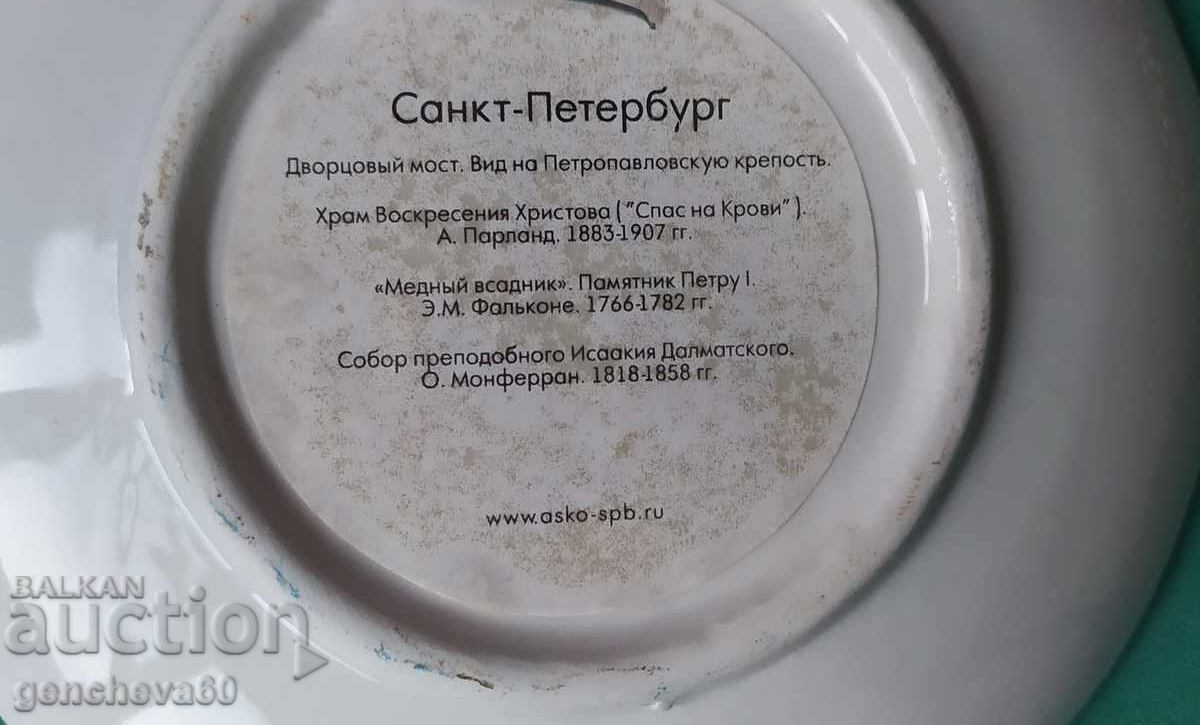 Санкт-Петербург
Дворцовый мост. Вид на Петропавловскую крепость.
Храм Воскресения Христова ("Спас на Крови").
А. Парланд. 1883-1907 гг.
«Медный всадник». Памятник Петру I.
Э.М. Фальконе. 1766-1782 гг.
Собор преподобного Исаакия Далматского.
О. Монферран. 1818-1858 гг.
www.asko-spb.ru
BALKAN
auction
gencheva60